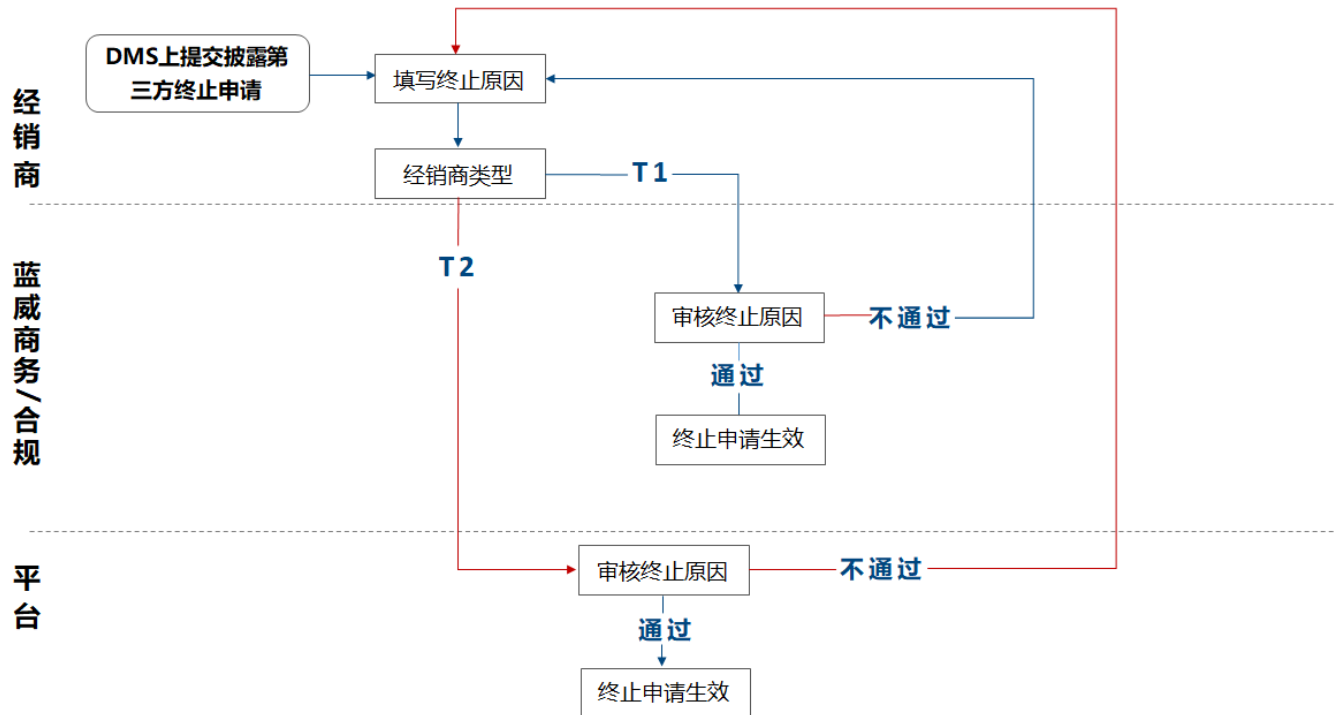 DMS上提交披露第
三方终止申请
填写终止原因
经销商类型
T1
经销商
T2
蓝威商务/合规
审核终止原因
不通过
通过
终止申请生效
平台
审核终止原因
不通过
通过
终止申请生效